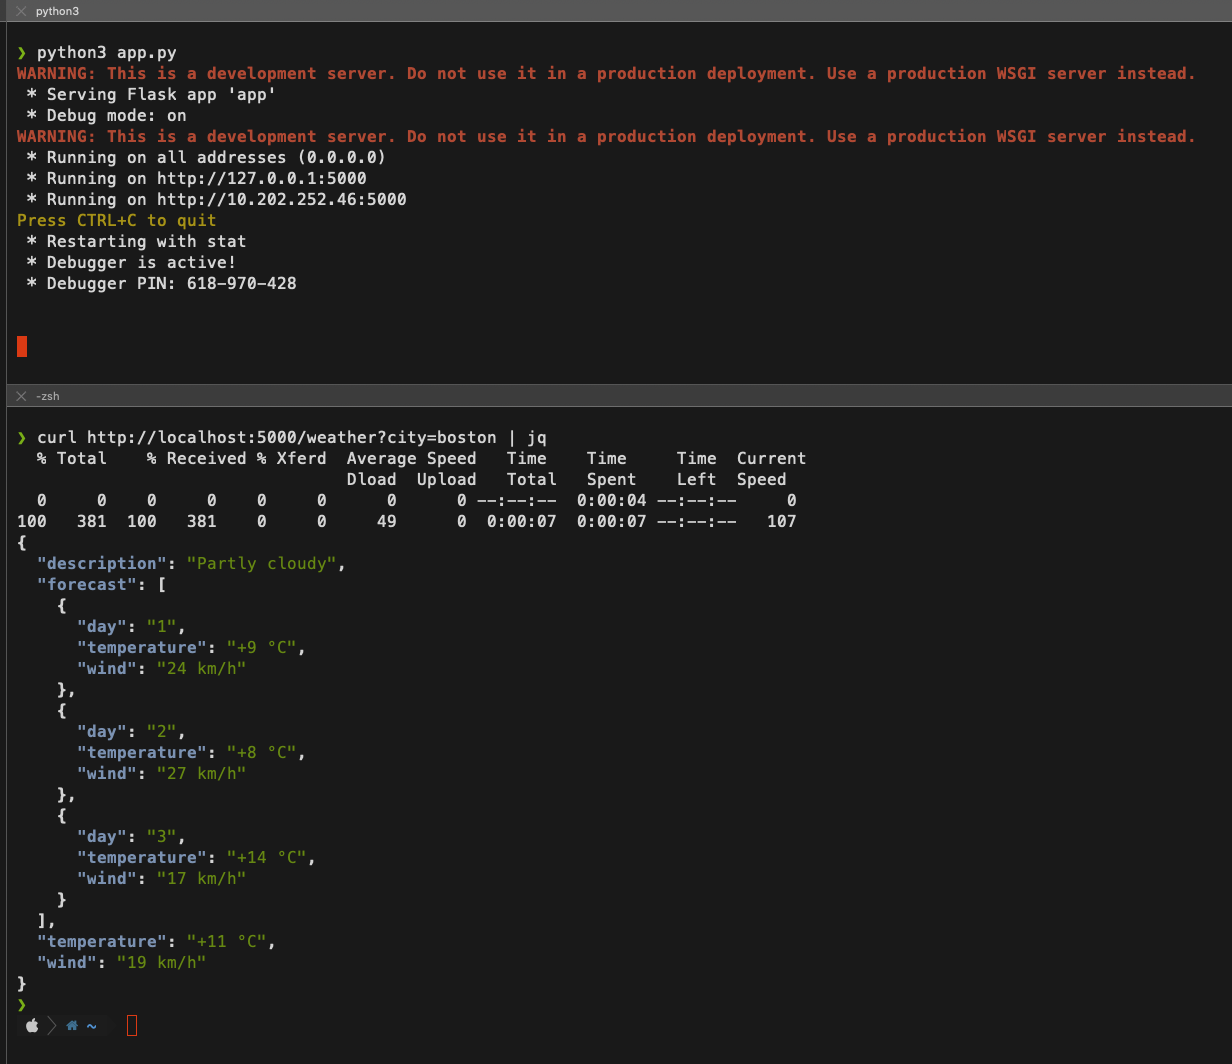 python3
❯ python3 app.py
WARNING: This is a development server. Do not use it in a production deployment. Use a production WSGI server instead.
 * Serving Flask app 'app'
 * Debug mode: on
WARNING: This is a development server. Do not use it in a production deployment. Use a production WSGI server instead.
 * Running on all addresses (0.0.0.0)
 * Running on http://127.0.0.1:5000
 * Running on http://10.202.252.46:5000
Press CTRL+C to quit
 * Restarting with stat
 * Debugger is active!
 * Debugger PIN: 618-970-428
-zsh
❯ curl http://localhost:5000/weather?city=boston | jq
  % Total    % Received % Xferd  Average Speed   Time    Time     Time  Current
                                 Dload  Upload   Total   Spent    Left  Speed
  0     0    0     0    0     0      0      0 --:--:--  0:00:04 --:--:--     0
100   381  100   381    0     0     49      0  0:00:07  0:00:07 --:--:--   107
{
  "description": "Partly cloudy",
  "forecast": [
    {
      "day": "1",
      "temperature": "+9 °C",
      "wind": "24 km/h"
    },
    {
      "day": "2",
      "temperature": "+8 °C",
      "wind": "27 km/h"
    },
    {
      "day": "3",
      "temperature": "+14 °C",
      "wind": "17 km/h"
    }
  ],
  "temperature": "+11 °C",
  "wind": "19 km/h"
}
❯
~